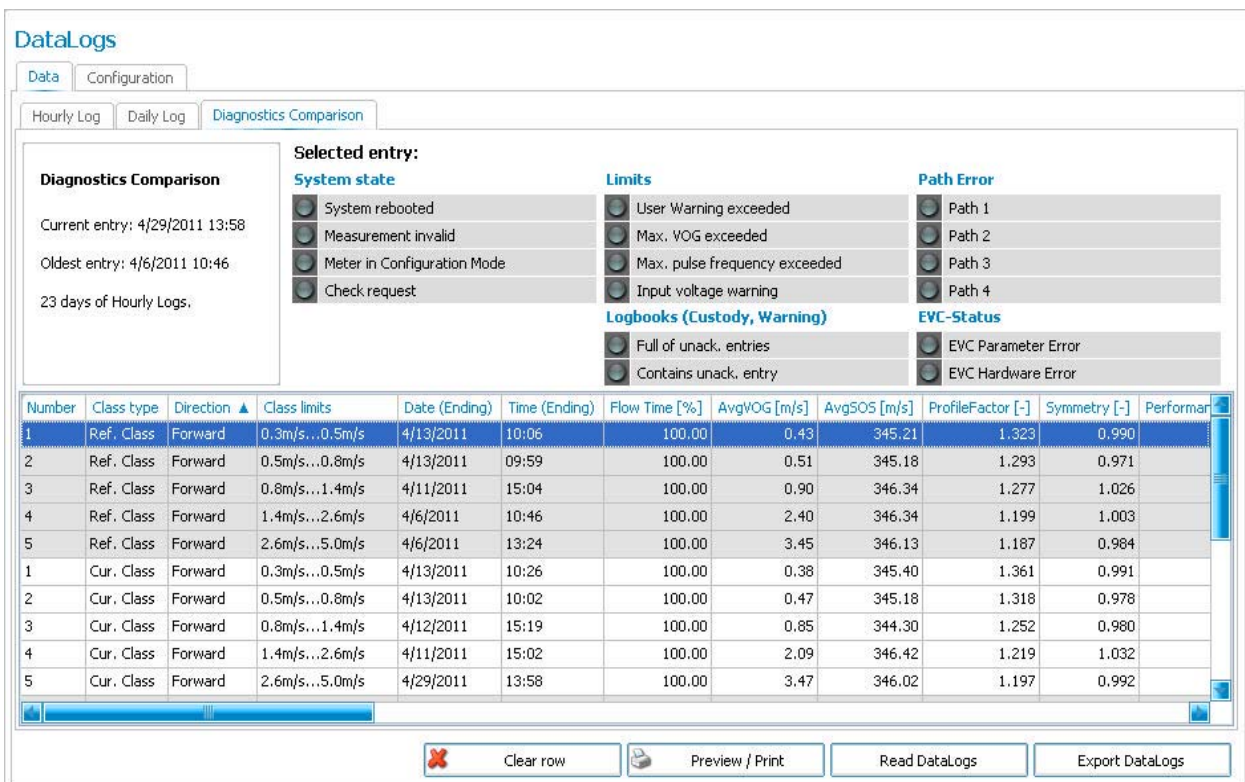 DataLogs
Data Configuration
Hourly Log Daily Log Diagnostics Comparison
Diagnostics Comparison
Current entry: 4/29/2011 13:58
Oldest entry: 4/6/2011 10:46
23 days of Hourly Logs.
Selected entry:
System state
System rebooted
Measurement invalid
Meter in Configuration Mode
Check request
Limits
User Warning exceeded
Max. VOG exceeded
Max. pulse frequency exceeded
Input voltage warning
Logbooks (Custody, Warning)
Full of unack. entries
Contains unack. entry
Path Error
Path 1
Path 2
Path 3
Path 4
EVC-Status
EVC Parameter Error
EVC Hardware Error
Number Class type Direction ▲ Class limits Date (Ending) Time (Ending) Flow Time [%] AvgVOG [m/s] AvgSOS [m/s] ProfileFactor [-] Symmetry [-] Performar
1 Ref. Class Forward 0.3m/s...0.5m/s 4/13/2011 10:06 100.00 0.43 345.21 1.323 0.990
2 Ref. Class Forward 0.5m/s...0.8m/s 4/13/2011 09:59 100.00 0.51 345.18 1.293 0.971
3 Ref. Class Forward 0.8m/s...1.4m/s 4/11/2011 15:04 100.00 0.90 346.34 1.277 1.026
4 Ref. Class Forward 1.4m/s...2.6m/s 4/6/2011 10:46 100.00 2.40 346.34 1.199 1.003
5 Ref. Class Forward 2.6m/s...5.0m/s 4/6/2011 13:24 100.00 3.45 346.13 1.187 0.984
1 Cur. Class Forward 0.3m/s...0.5m/s 4/13/2011 10:26 100.00 0.38 345.40 1.361 0.991
2 Cur. Class Forward 0.5m/s...0.8m/s 4/13/2011 10:02 100.00 0.47 345.18 1.318 0.978
3 Cur. Class Forward 0.8m/s...1.4m/s 4/12/2011 15:19 100.00 0.85 344.30 1.252 0.980
4 Cur. Class Forward 1.4m/s...2.6m/s 4/11/2011 15:02 100.00 2.09 346.42 1.219 1.032
5 Cur. Class Forward 2.6m/s...5.0m/s 4/29/2011 13:58 100.00 3.47 346.02 1.197 0.992
Clear row Preview / Print Read DataLogs Export DataLogs